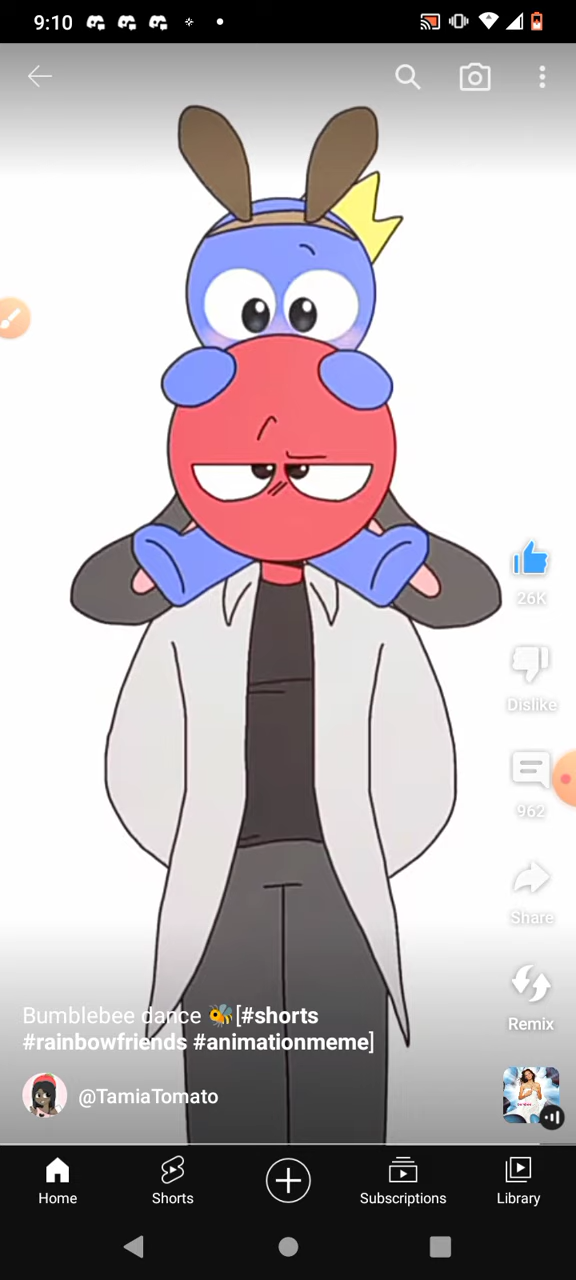 9:10
26K
Dislike
962
Share
Bumblebee dance 🐝[#shorts
#rainbowfriends #animationmeme]
Remix
@TamiaTomato
Home
Shorts
Subscriptions
Library